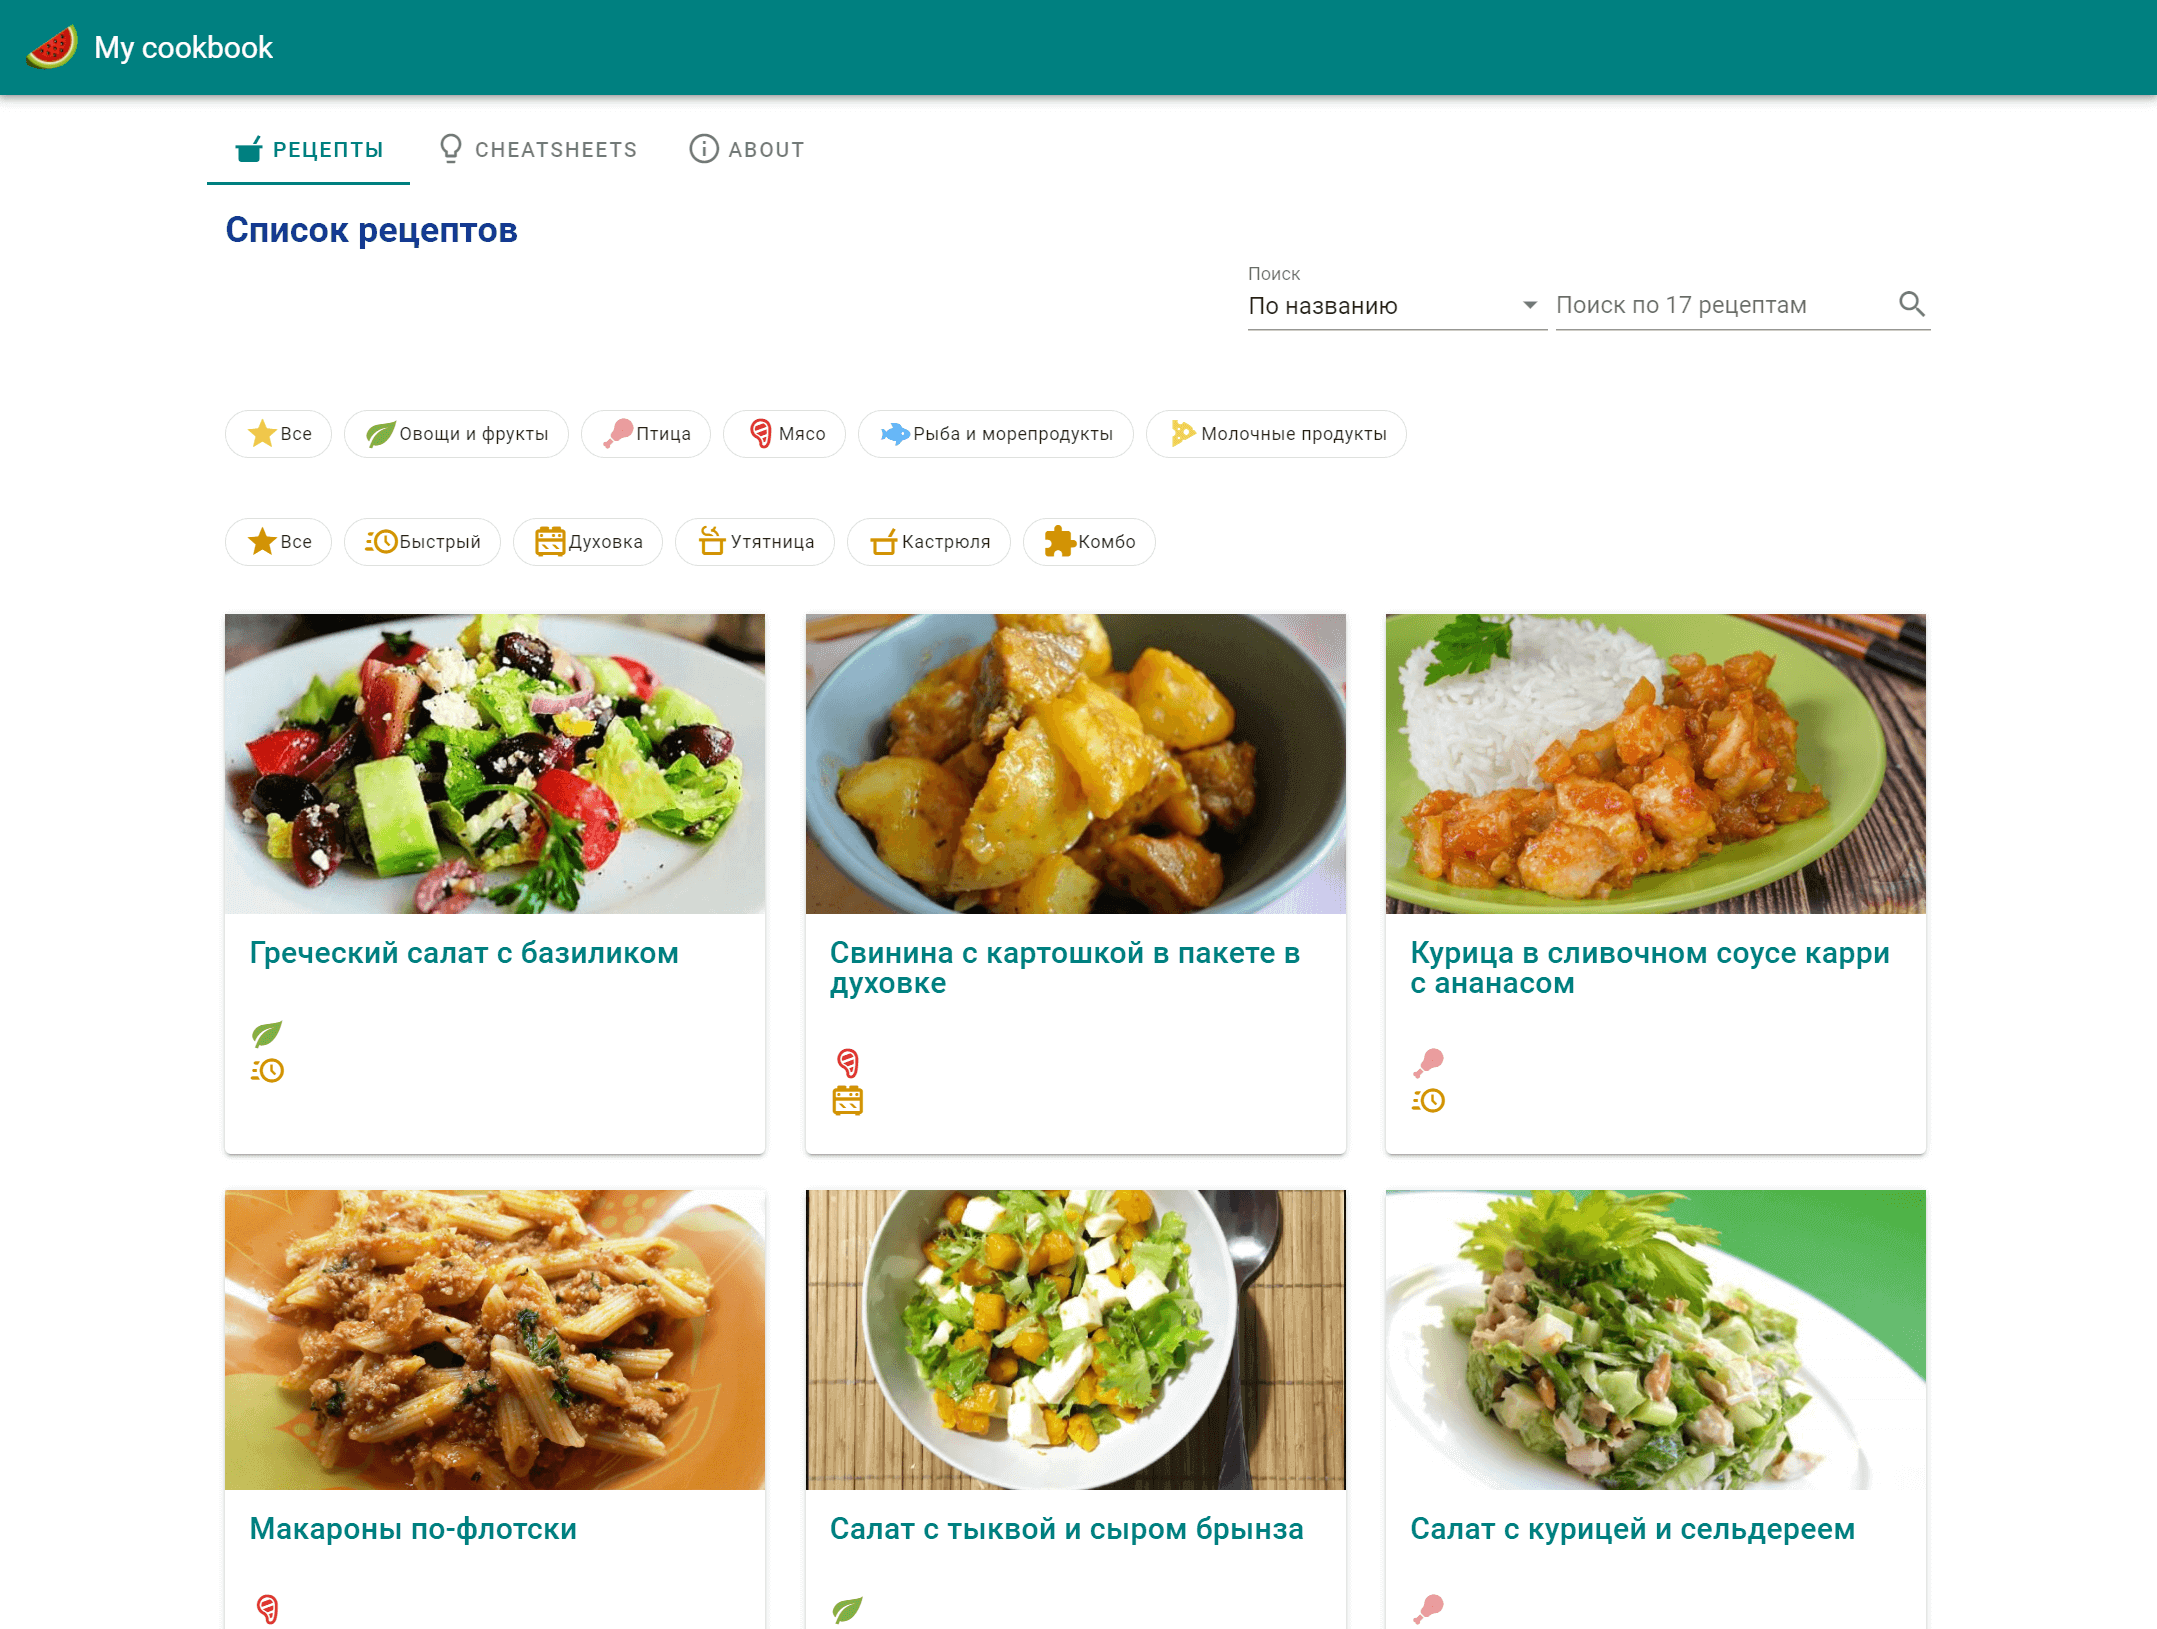 My cookbook
РЕЦЕПТЫ CHEATSHEETS ABOUT
Список рецептов
Поиск
По названию Поиск по 17 рецептам
Все Овощи и фрукты Птица Мясо Рыба и морепродукты Молочные продукты
Все Быстрый Духовка Утятница Кастрюля Комбо
Греческий салат с базиликом
Свинина с картошкой в пакете в
духовке
Курица в сливочном соусе карри
с ананасом
Макароны по-флотски
Салат с тыквой и сыром брынза
Салат с курицей и сельдереем